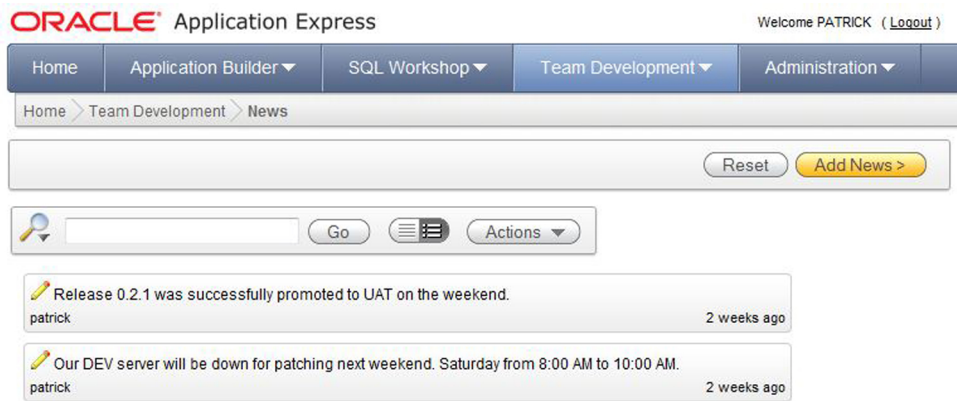 ORACLE Application Express
Welcome PATRICK ( Logout )
Home Application Builder SQL Workshop Team Development Administration
Home Team Development News
Reset Add News >
Go Actions
Release 0.2.1 was successfully promoted to UAT on the weekend.
patrick 2 weeks ago
Our DEV server will be down for patching next weekend. Saturday from 8:00 AM to 10:00 AM.
patrick 2 weeks ago